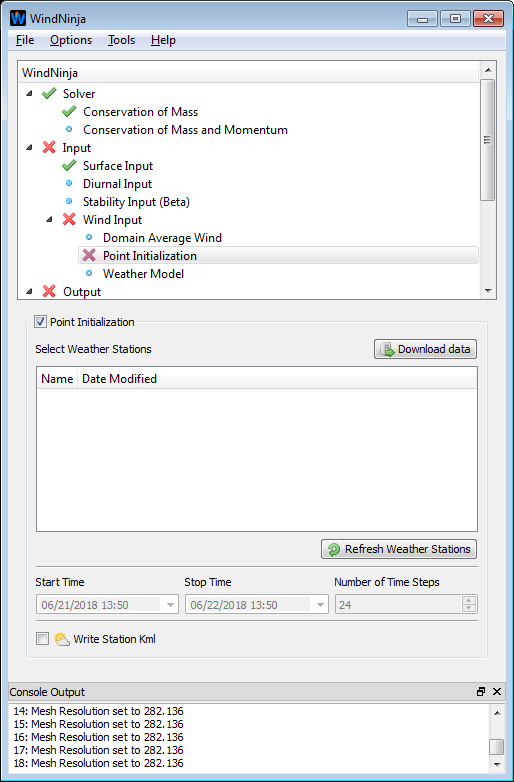 WindNinja
File Options Tools Help
WindNinja
Solver
Conservation of Mass
Conservation of Mass and Momentum
Input
Surface Input
Diurnal Input
Stability Input (Beta)
Wind Input
Domain Average Wind
Point Initialization
Weather Model
Output
Point Initialization
Select Weather Stations Download data
Name Date Modified
Refresh Weather Stations
Start Time Stop Time Number of Time Steps
06/21/2018 13:50 06/22/2018 13:50 24
Write Station Kml
Console Output
14: Mesh Resolution set to 282.136
15: Mesh Resolution set to 282.136
16: Mesh Resolution set to 282.136
17: Mesh Resolution set to 282.136
18: Mesh Resolution set to 282.136